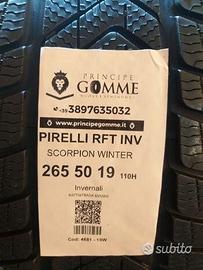 PRINCIPE
GOMME
+39 3897635032
www.principegomme.it
PIRELLI RFT INV
SCORPION WINTER
265 50 19 110H
Invernali
Cod: 4681 - 19W
subito